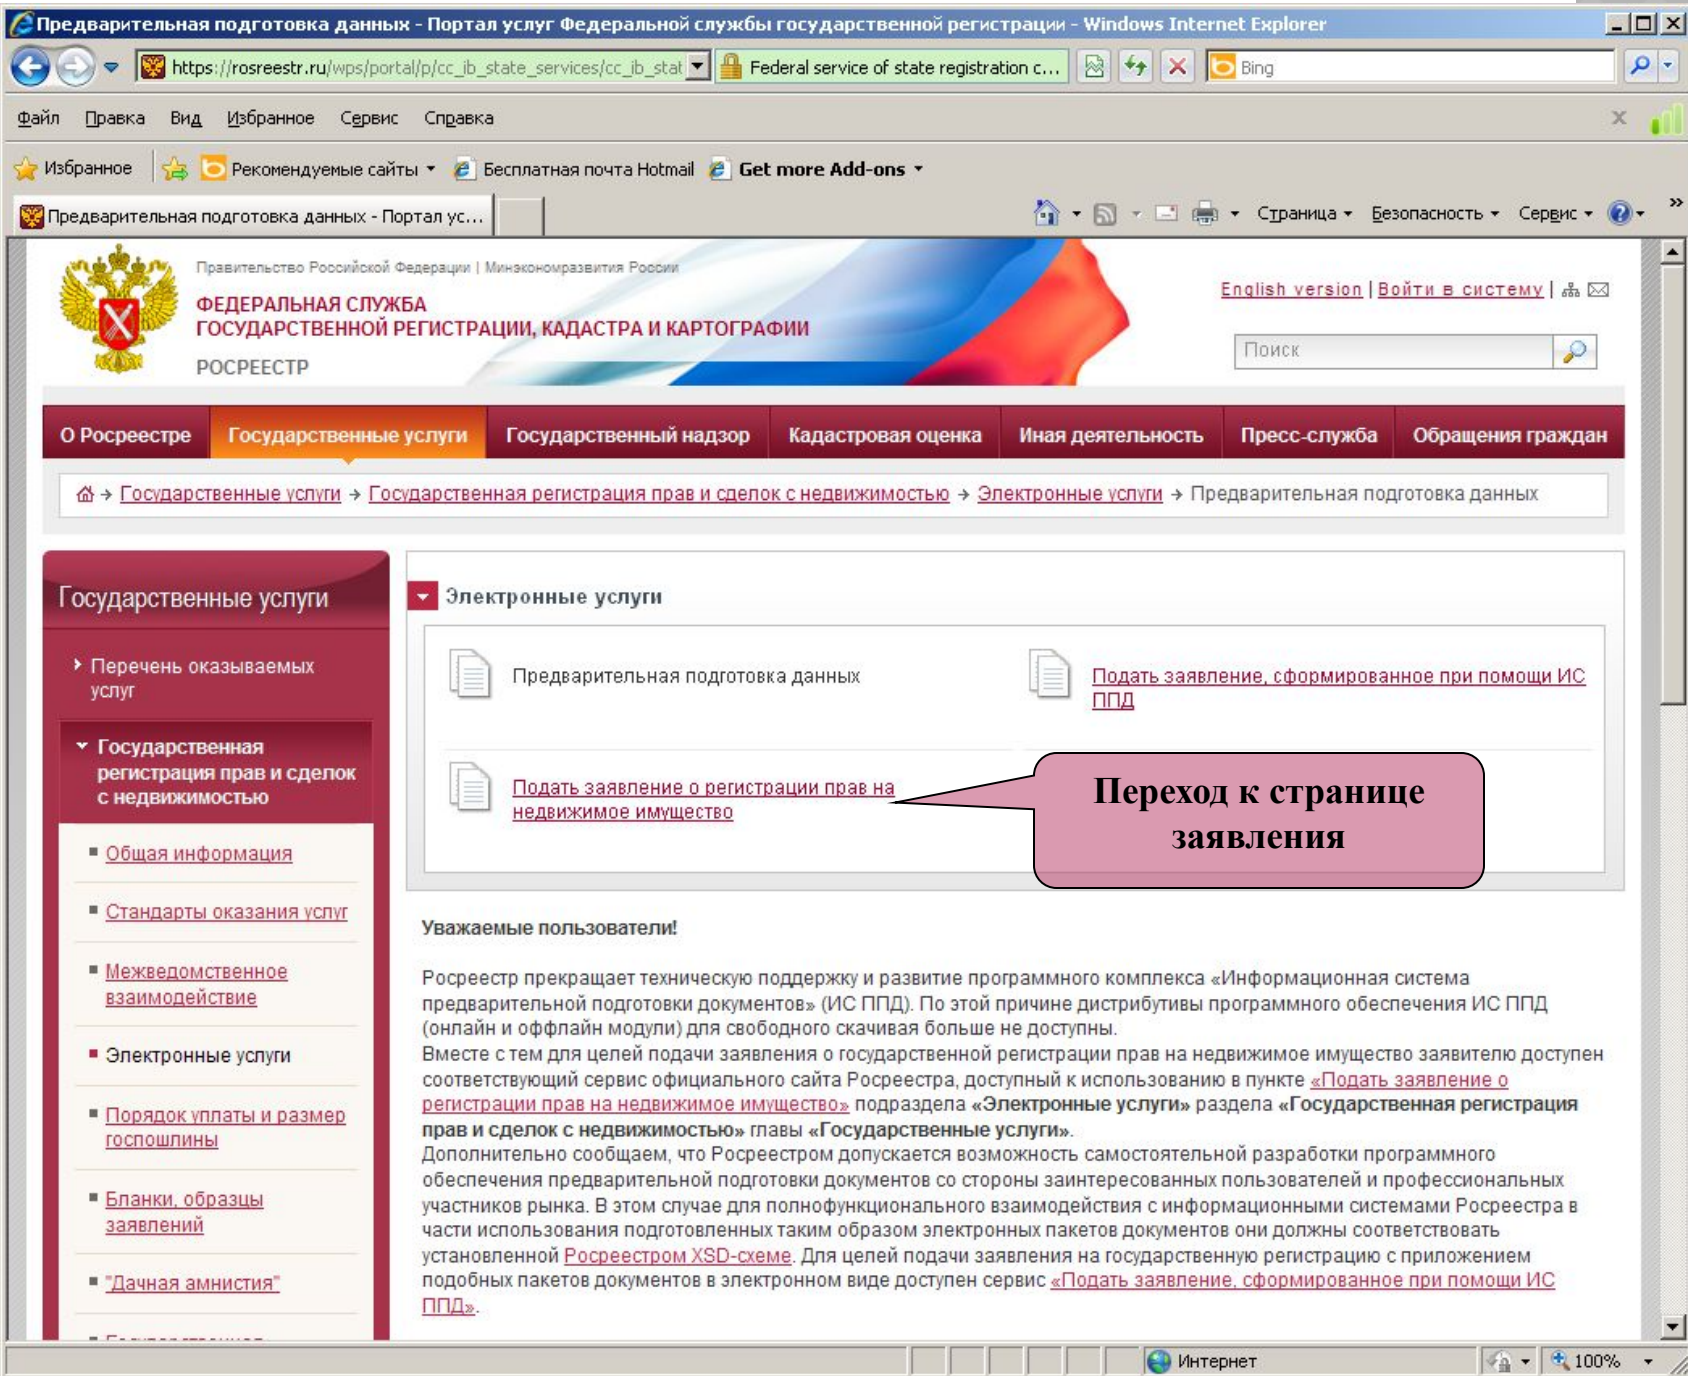 Предварительная подготовка данных - Портал услуг Федеральной службы государственной регистрации - Windows Internet Explorer
https://rosreestr.ru/wps/portal/p/cc_ib_state_services/cc_ib_stat
Federal service of state registration c...
Bing
Файл Правка Вид Избранное Сервис Справка
Избранное Рекомендуемые сайты Бесплатная почта Hotmail Get more Add-ons
Предварительная подготовка данных - Портал ус...
Страница Безопасность Сервис
Правительство Российской Федерации | Минэкономразвития России
ФЕДЕРАЛЬНАЯ СЛУЖБА
ГОСУДАРСТВЕННОЙ РЕГИСТРАЦИИ, КАДАСТРА И КАРТОГРАФИИ
РОСРЕЕСТР
English version | Войти в систему |
Поиск
О Росреестре Государственные услуги Государственный надзор Кадастровая оценка Иная деятельность Пресс-служба Обращения граждан
→ Государственные услуги → Государственная регистрация прав и сделок с недвижимостью → Электронные услуги → Предварительная подготовка данных
Государственные услуги
Перечень оказываемых
услуг
Государственная
регистрация прав и сделок
с недвижимостью
Общая информация
Стандарты оказания услуг
Межведомственное
взаимодействие
Электронные услуги
Порядок уплаты и размер
госпошлины
Бланки, образцы
заявлений
"Дачная амнистия"
Электронные услуги
Предварительная подготовка данных
Подать заявление, сформированное при помощи ИС
ППД
Подать заявление о регистрации прав на
недвижимое имущество
Переход к странице
заявления
Уважаемые пользователи!
Росреестр прекращает техническую поддержку и развитие программного комплекса «Информационная система
предварительной подготовки документов» (ИС ППД). По этой причине дистрибутивы программного обеспечения ИС ППД
(онлайн и оффлайн модули) для свободного скачивая больше не доступны.
Вместе с тем для целей подачи заявления о государственной регистрации прав на недвижимое имущество заявителю доступен
соответствующий сервис официального сайта Росреестра, доступный к использованию в пункте «Подать заявление о
регистрации прав на недвижимое имущество» подраздела «Электронные услуги» раздела «Государственная регистрация
прав и сделок с недвижимостью» главы «Государственные услуги».
Дополнительно сообщаем, что Росреестром допускается возможность самостоятельной разработки программного
обеспечения предварительной подготовки документов со стороны заинтересованных пользователей и профессиональных
участников рынка. В этом случае для полнофункционального взаимодействия с информационными системами Росреестра в
части использования подготовленных таким образом электронных пакетов документов они должны соответствовать
установленной Росреестром XSD-схеме. Для целей подачи заявления на государственную регистрацию с приложением
подобных пакетов документов в электронном виде доступен сервис «Подать заявление, сформированное при помощи ИС
ППД».
Интернет
100%